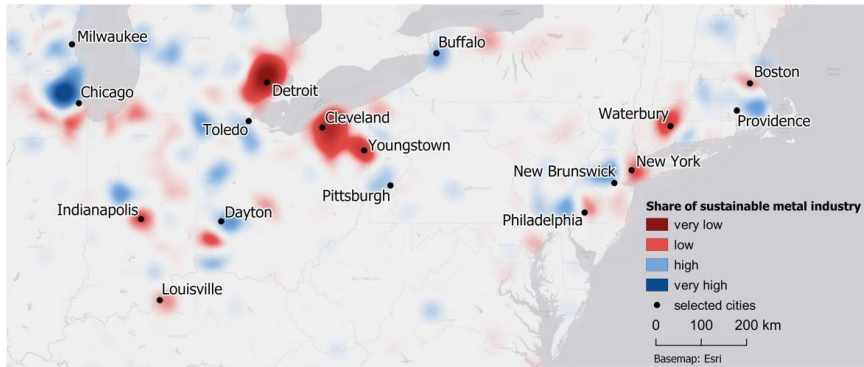 Milwaukee
Chicago
Detroit
Buffalo
Boston
Toledo
Cleveland
Youngstown
Waterbury
Providence
Pittsburgh
New Brunswick
New York
Indianapolis
Dayton
Philadelphia
Louisville
Share of sustainable metal industry
very low
low
high
very high
selected cities
0 100 200 km
Basemap: Esri